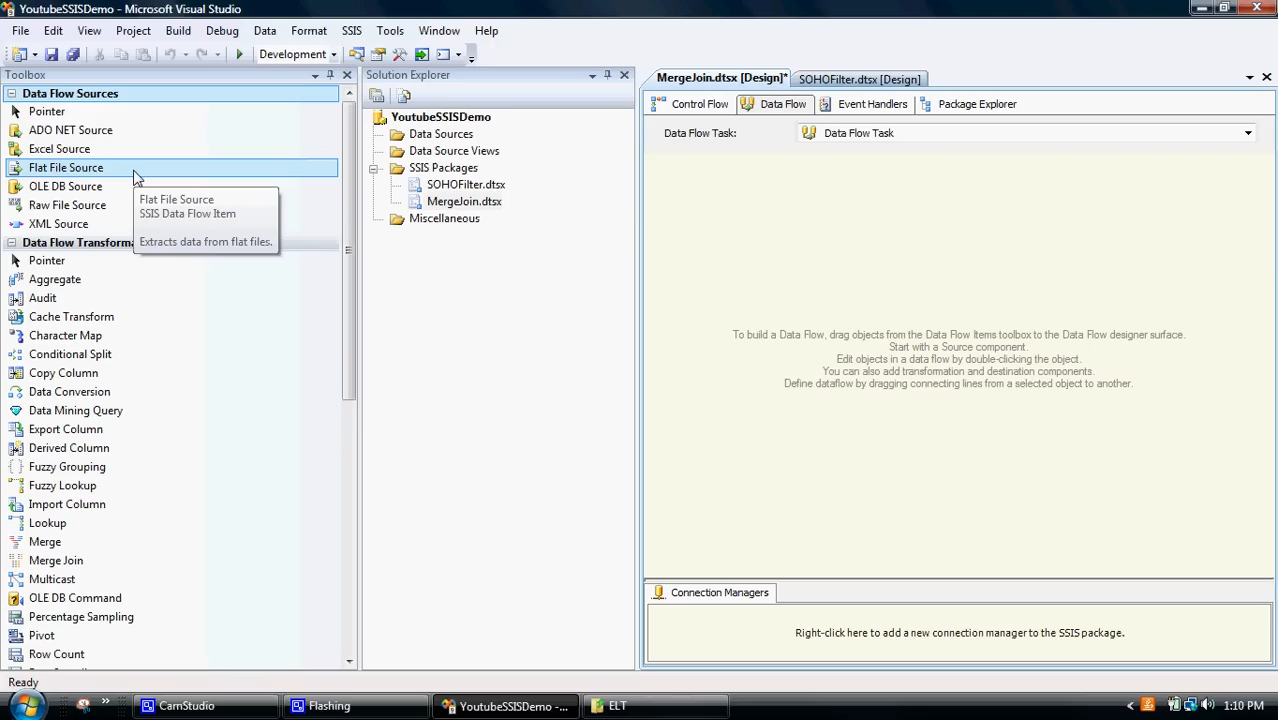 YoutubeSSISDemo - Microsoft Visual Studio
File Edit View Project Build Debug Data Format SSIS Tools Window Help
Development
Toolbox
Data Flow Sources
Pointer
ADO NET Source
Excel Source
Flat File Source
OLE DB Source
Raw File Source
XML Source
Flat File Source
SSIS Data Flow Item
Extracts data from flat files.
Data Flow Transforma
Pointer
Aggregate
Audit
Cache Transform
Character Map
Conditional Split
Copy Column
Data Conversion
Data Mining Query
Export Column
Derived Column
Fuzzy Grouping
Fuzzy Lookup
Import Column
Lookup
Merge
Merge Join
Multicast
OLE DB Command
Percentage Sampling
Pivot
Row Count
Solution Explorer
YoutubeSSISDemo
Data Sources
Data Source Views
SSIS Packages
SOHOFilter.dtsx
MergeJoin.dtsx
Miscellaneous
MergeJoin.dtsx [Design]* SOHOFilter.dtsx [Design]
Control Flow Data Flow Event Handlers Package Explorer
Data Flow Task: Data Flow Task
To build a Data Flow, drag objects from the Data Flow Items toolbox to the Data Flow designer surface.
Start with a Source component.
Edit objects in a data flow by double-clicking the object.
You can also add transformation and destination components.
Define dataflow by dragging connecting lines from a selected object to another.
Connection Managers
Right-click here to add a new connection manager to the SSIS package.
Ready
CamStudio Flashing YoutubeSSISDemo -... ELT 1:10 PM